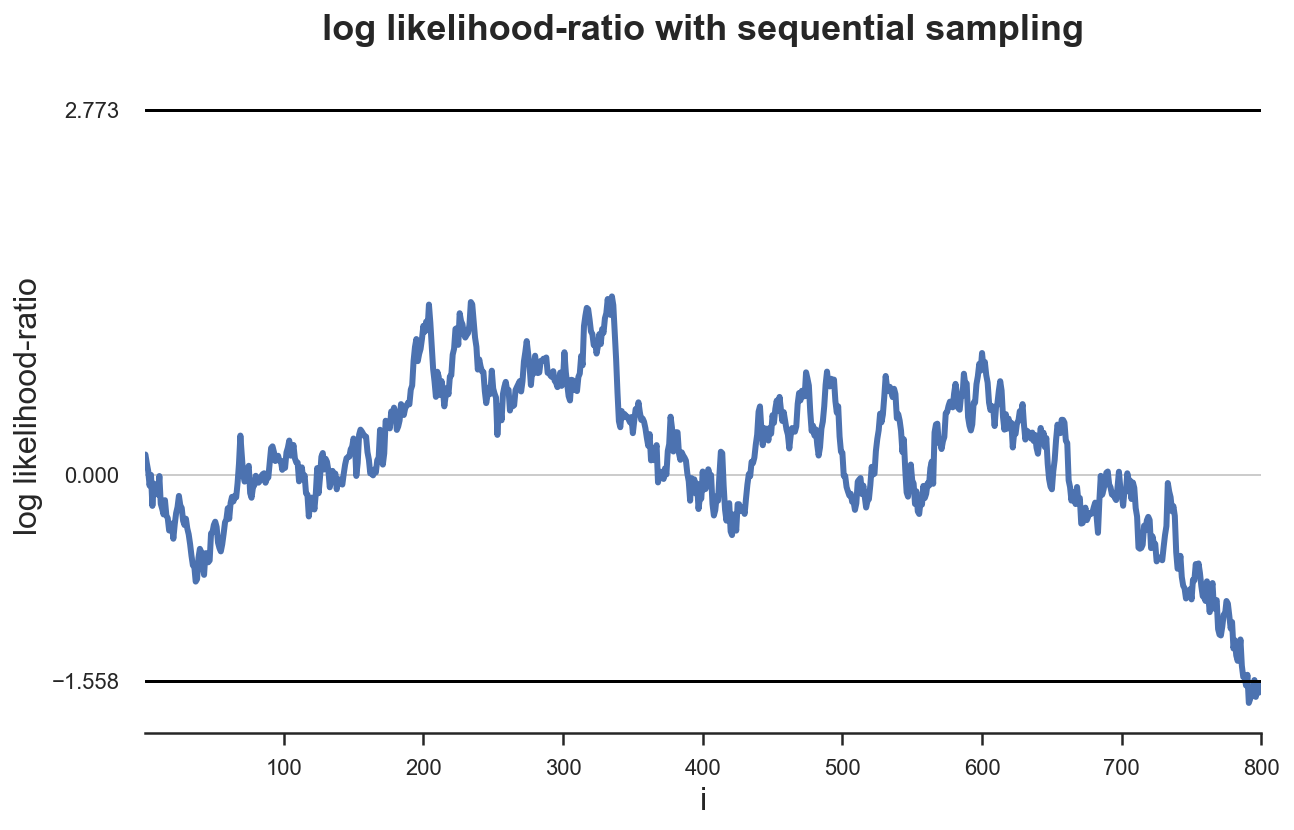 log likelihood-ratio with sequential sampling
2.773
log likelihood-ratio
0.000
−1.558
100 200 300 400 500 600 700 800
i